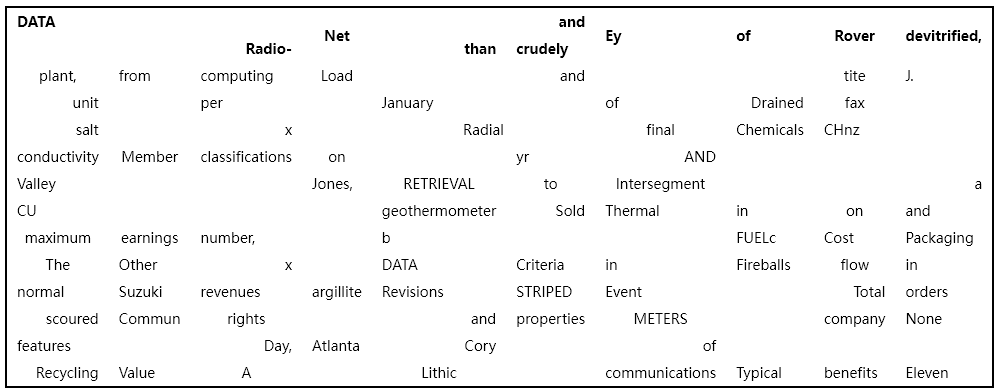 DATA and
Net Ey of Rover devitrified,
Radio- than crudely
plant, from computing Load and tite J.
unit per January of Drained fax
salt x Radial final Chemicals CHnz
conductivity Member classifications on yr AND
Valley Jones, RETRIEVAL to Intersegment a
CU geothermometer Sold Thermal in on and
maximum earnings number, b FUELc Cost Packaging
The Other x DATA Criteria in Fireballs flow in
normal Suzuki revenues argillite Revisions STRIPED Event Total orders
scoured Commun rights and properties METERS company None
features Day, Atlanta Cory of
Recycling Value A Lithic communications Typical benefits Eleven